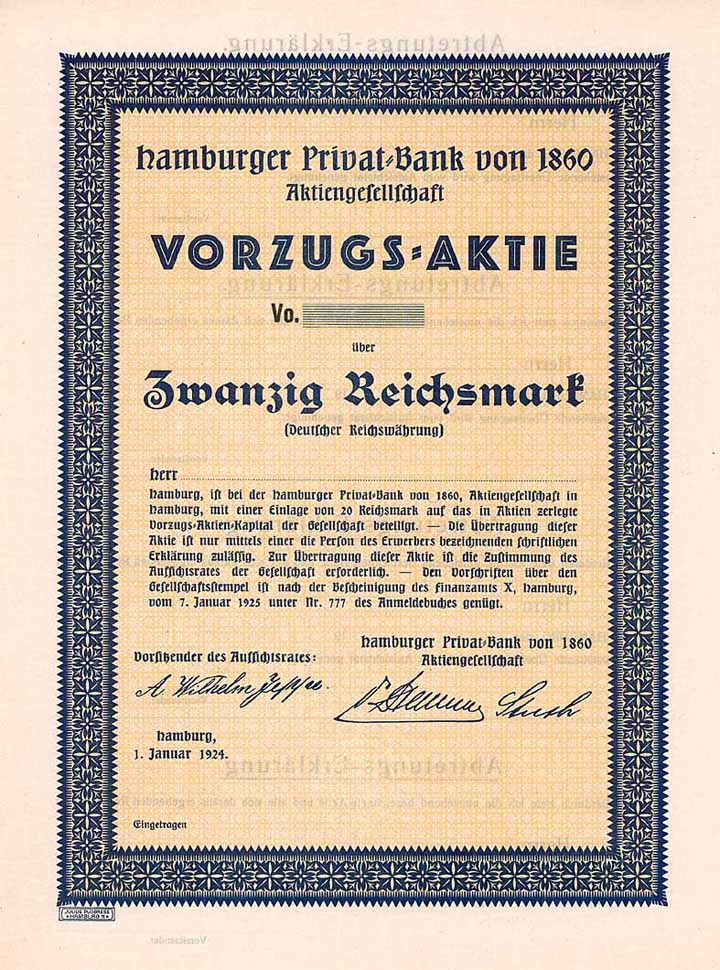 Hamburger Privat-Bank von 1860
Aktiengesellschaft
VORZUGS-AKTIE
Vo.
über
Zwanzig Reichsmark
(Deutscher Reichswährung)
Herr
Hamburg, ist bei der Hamburger Privat-Bank von 1860, Aktiengesellschaft in
Hamburg, mit einer Einlage von 20 Reichsmark auf das in Aktien zerlegte
Vorzugs-Aktien-Kapital der Gesellschaft beteiligt. — Die Übertragung dieser
Aktie ist nur mittels einer die Person des Erwerbers bezeichnenden schriftlichen
Erklärung zulässig. Zur Übertragung dieser Aktie ist die Zustimmung des
Aufsichtsrates der Gesellschaft erforderlich. — Den Vorschriften über den
Gesellschaftsstempel ist nach der Bescheinigung des Finanzamts X, Hamburg,
vom 7. Januar 1925 unter Nr. 777 des Anmeldebuches genügt.
Hamburger Privat-Bank von 1860
Aktiengesellschaft
Vorsitzender des Aufsichtsrates:
A. Wilhelm
Hamburg,
1. Januar 1924.
Eingetragen
JULIUS
HAMBURG